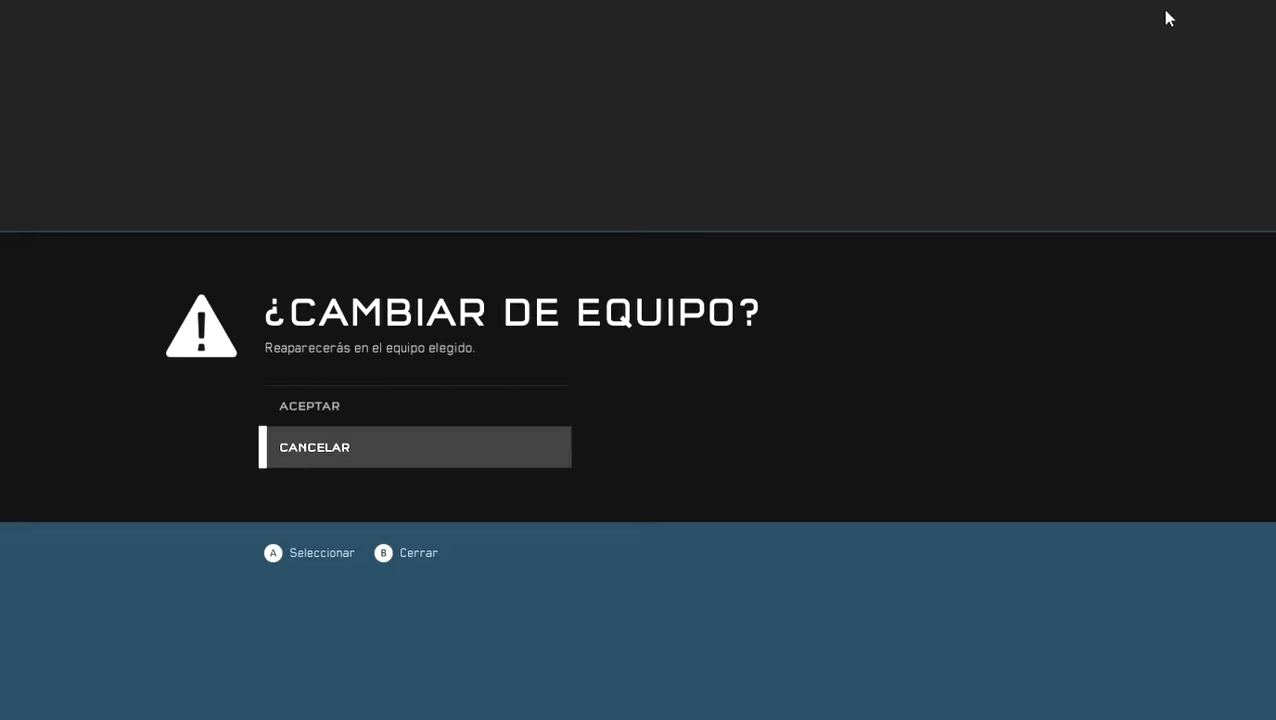 ¿CAMBIAR DE EQUIPO?
Reaparecerás en el equipo elegido.
ACEPTAR
CANCELAR
A Seleccionar B Cerrar